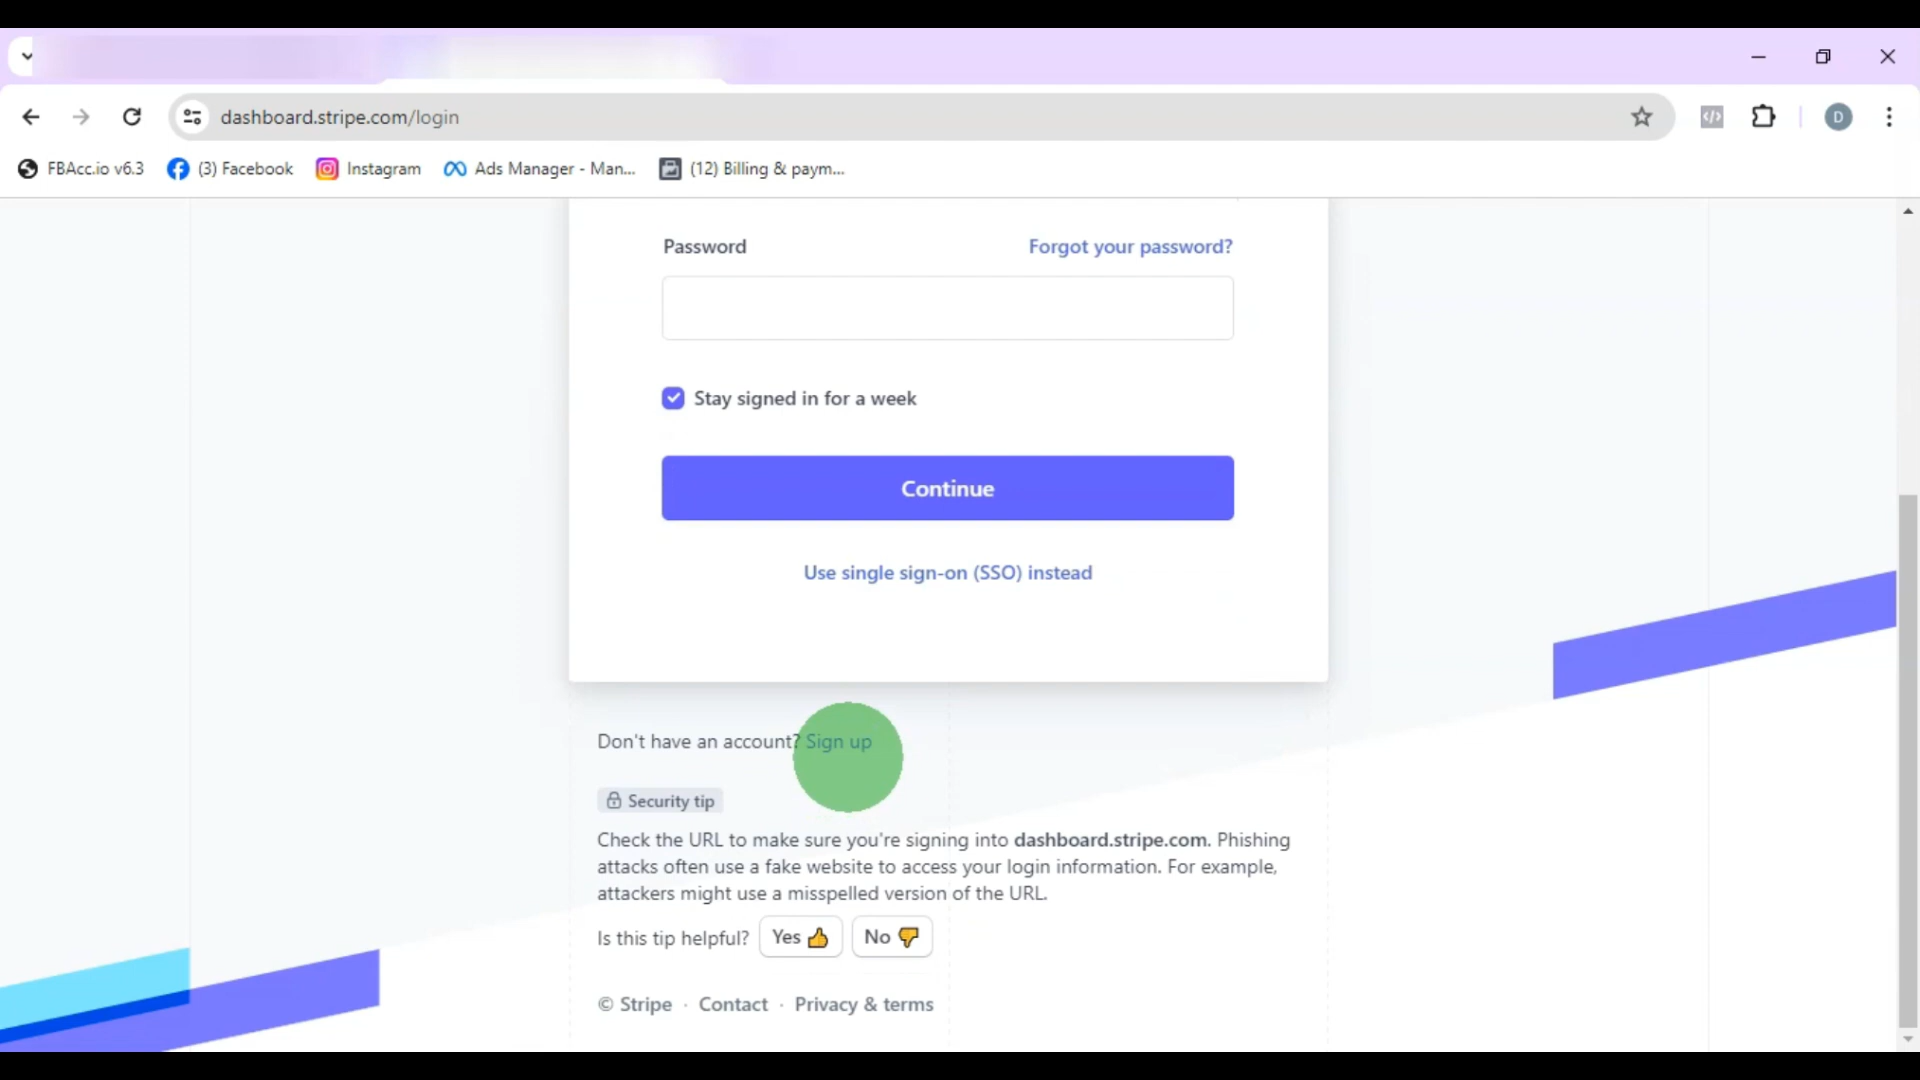 dashboard.stripe.com/login
D
FBAcc.io v6.3
(3) Facebook
Instagram
Ads Manager - Man...
(12) Billing & paym...
Password
Forgot your password?
Stay signed in for a week
Continue
Use single sign-on (SSO) instead
Don't have an account? Sign up
Security tip
Check the URL to make sure you're signing into dashboard.stripe.com. Phishing
attacks often use a fake website to access your login information. For example,
attackers might use a misspelled version of the URL.
Is this tip helpful? Yes 👍 No 👎
© Stripe · Contact · Privacy & terms